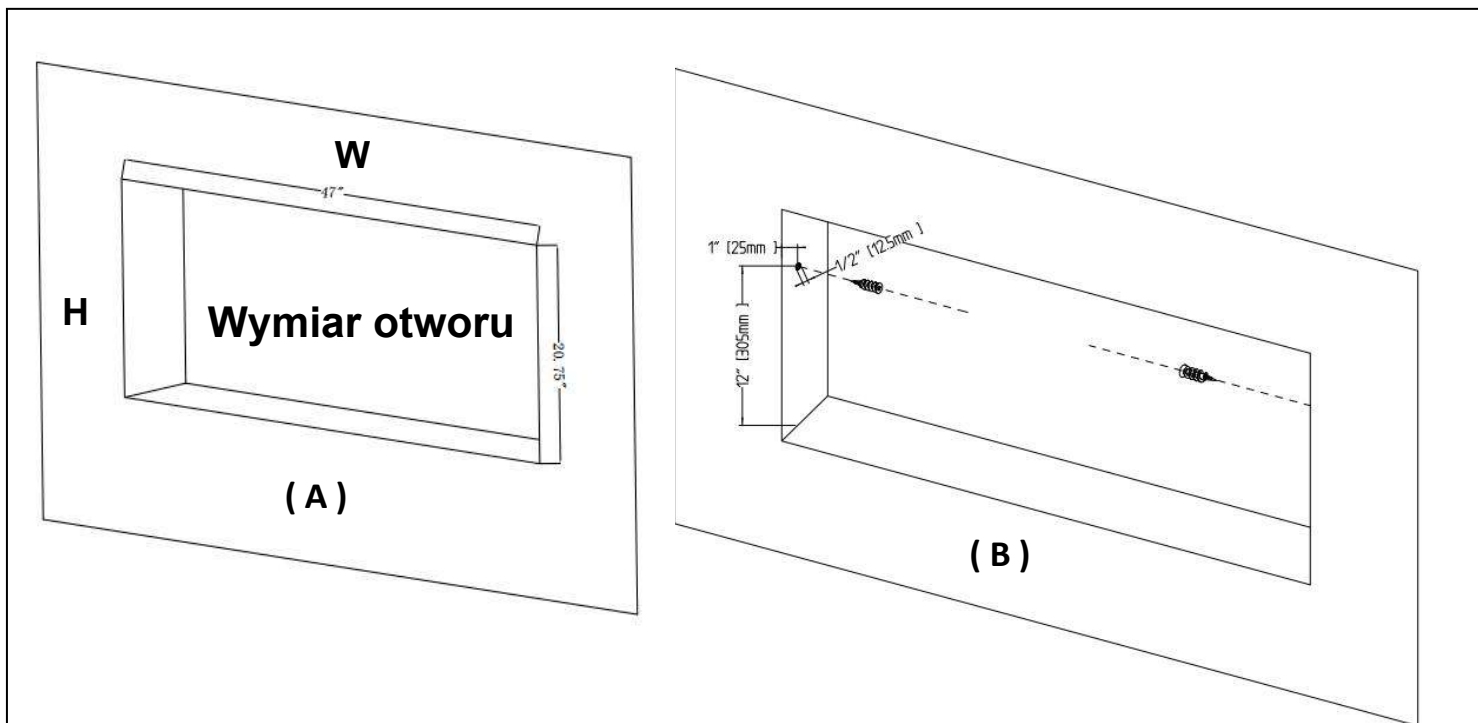 W
47"
H
Wymiar otworu
20.75"
( A )
1" [25mm ]
1/2" [12.5mm ]
12" [305mm ]
( B )